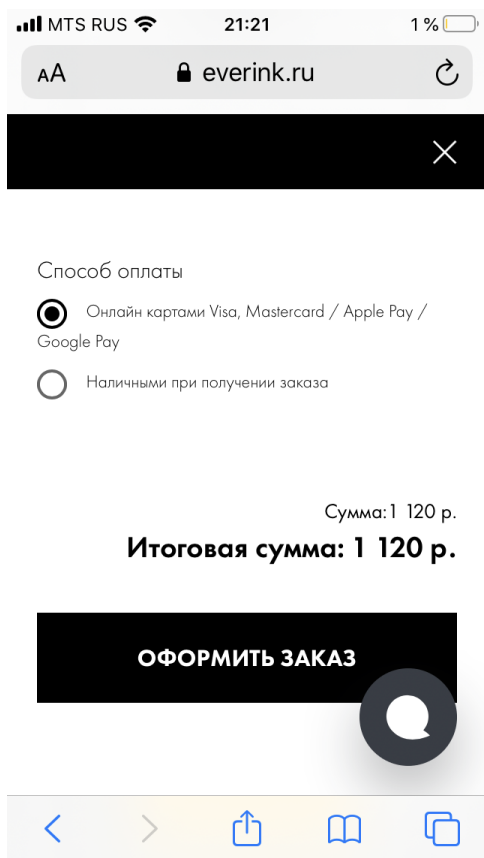 MTS RUS 21:21 1 %
AA everink.ru
Способ оплаты
Онлайн картами Visa, Mastercard / Apple Pay /
Google Pay
Наличными при получении заказа
Сумма:1 120 р.
Итоговая сумма: 1 120 р.
ОФОРМИТЬ ЗАКАЗ